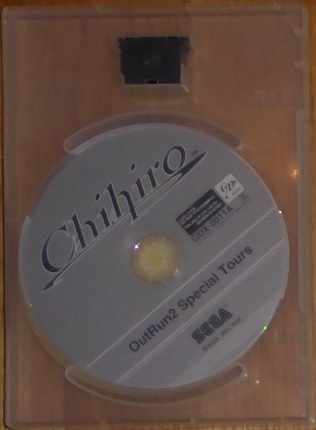 Chihiro
GDX-0011A
OutRun2 Special Tours
SEGA